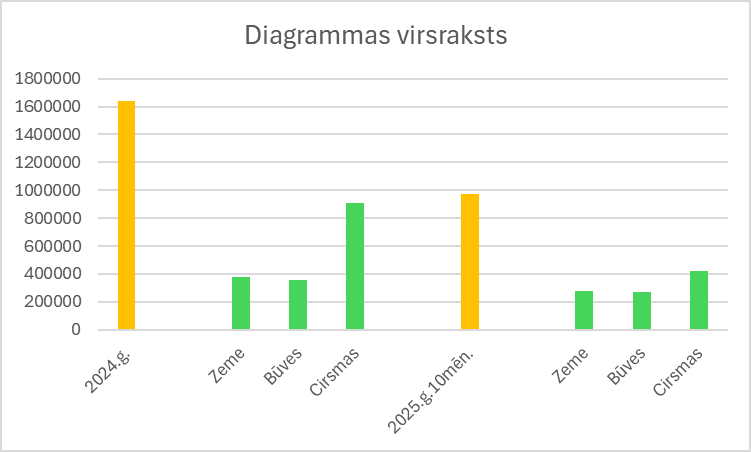 Diagrammas virsraksts
1800000
1600000
1400000
1200000
1000000
800000
600000
400000
200000
0
2024.g.
Zeme
Būves
Cirsmas
2025.g.10mēn.
Zeme
Būves
Cirsmas